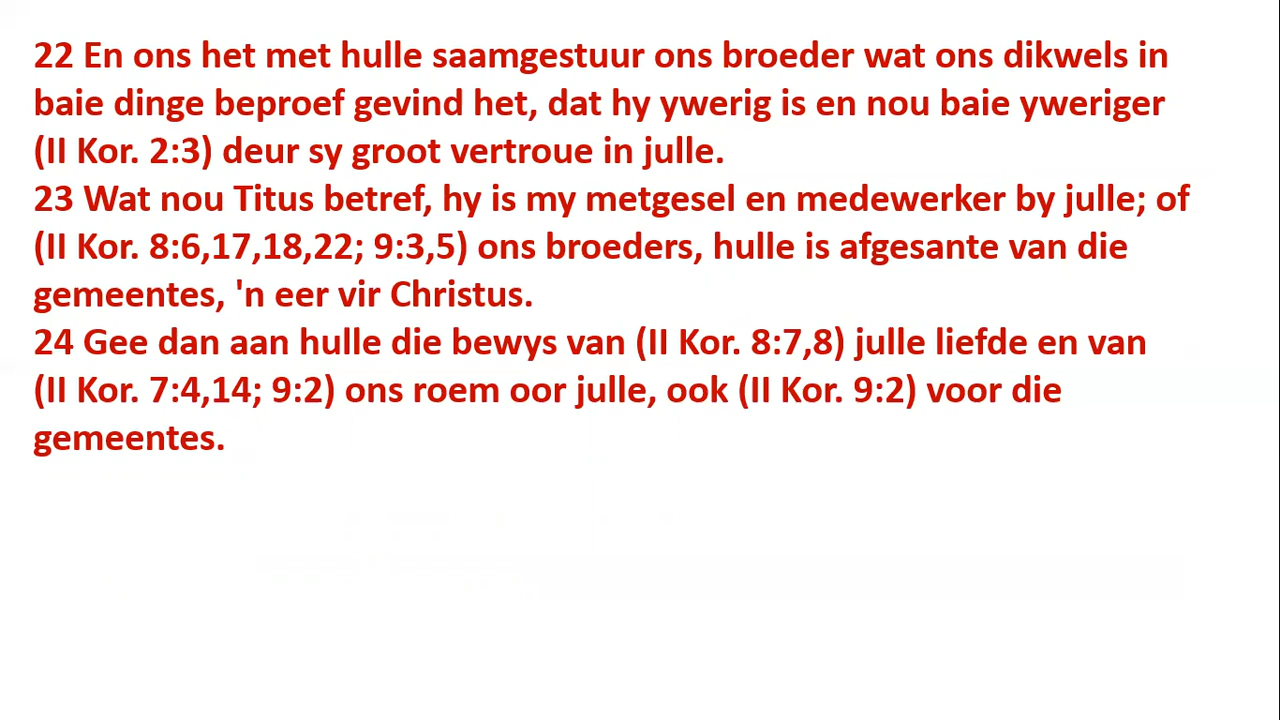 22 En ons het met hulle saamgestuur ons broeder wat ons dikwels in
baie dinge beproef gevind het, dat hy ywerig is en nou baie yweriger
(II Kor. 2:3) deur sy groot vertroue in julle.
23 Wat nou Titus betref, hy is my metgesel en medewerker by julle; of
(II Kor. 8:6,17,18,22; 9:3,5) ons broeders, hulle is afgesante van die
gemeentes, 'n eer vir Christus.
24 Gee dan aan hulle die bewys van (II Kor. 8:7,8) julle liefde en van
(II Kor. 7:4,14; 9:2) ons roem oor julle, ook (II Kor. 9:2) voor die
gemeentes.